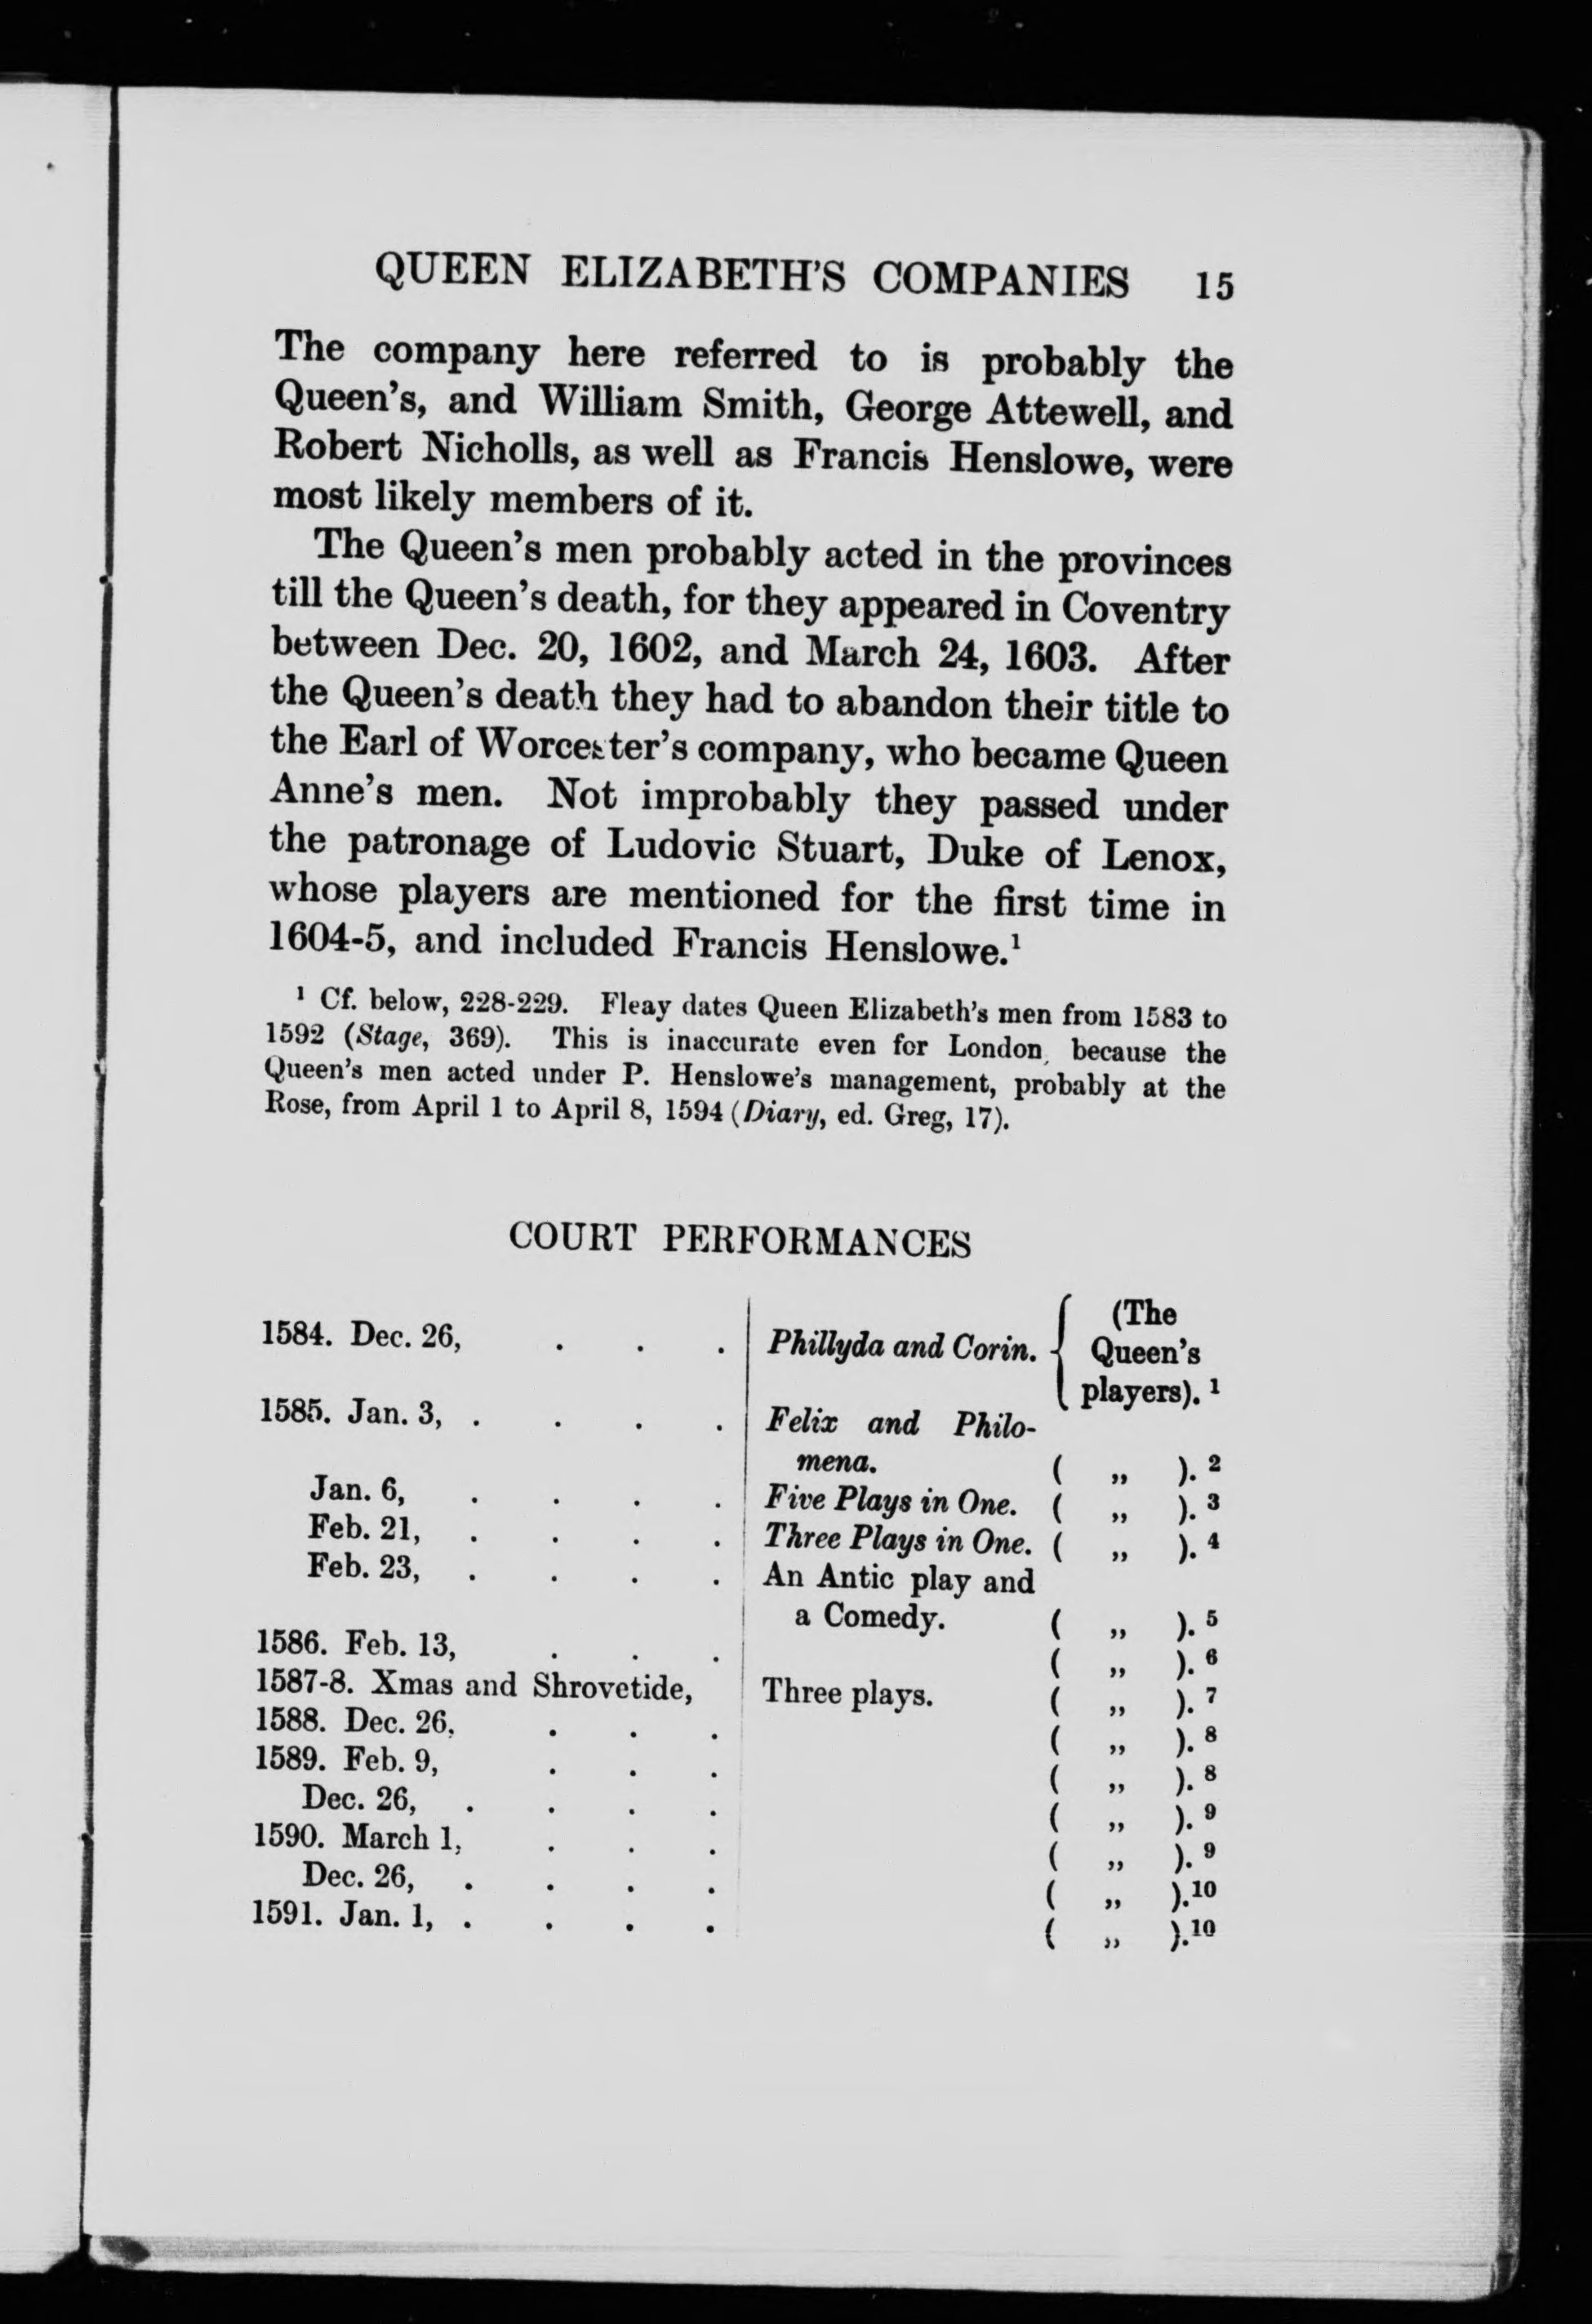 QUEEN ELIZABETH'S COMPANIES 15
The company here referred to is probably the
Queen's, and William Smith, George Attewell, and
Robert Nicholls, as well as Francis Henslowe, were
most likely members of it.
The Queen's men probably acted in the provinces
till the Queen's death, for they appeared in Coventry
between Dec. 20, 1602, and March 24, 1603. After
the Queen's death they had to abandon their title to
the Earl of Worcester's company, who became Queen
Anne's men. Not improbably they passed under
the patronage of Ludovic Stuart, Duke of Lenox,
whose players are mentioned for the first time in
1604-5, and included Francis Henslowe.¹
¹ Cf. below, 228-229. Fleay dates Queen Elizabeth's men from 1583 to
1592 (Stage, 369). This is inaccurate even for London, because the
Queen's men acted under P. Henslowe's management, probably at the
Rose, from April 1 to April 8, 1594 (Diary, ed. Greg, 17).
COURT PERFORMANCES
1584. Dec. 26, . . . Phillyda and Corin. { (The
Queen's
players). ¹
1585. Jan. 3, . . . . Felix and Philo-
mena. ( „ ). ²
Jan. 6, . . . . Five Plays in One. ( „ ). ³
Feb. 21, . . . . Three Plays in One. ( „ ). ⁴
Feb. 23, . . . . An Antic play and
a Comedy. ( „ ). ⁵
1586. Feb. 13, . . . ( „ ). ⁶
1587-8. Xmas and Shrovetide, Three plays. ( „ ). ⁷
1588. Dec. 26, . . . ( „ ). ⁸
1589. Feb. 9, . . . ( „ ). ⁸
Dec. 26, . . . . ( „ ). ⁹
1590. March 1, . . . ( „ ). ⁹
Dec. 26, . . . . ( „ ).¹⁰
1591. Jan. 1, . . . . ( „ ).¹⁰